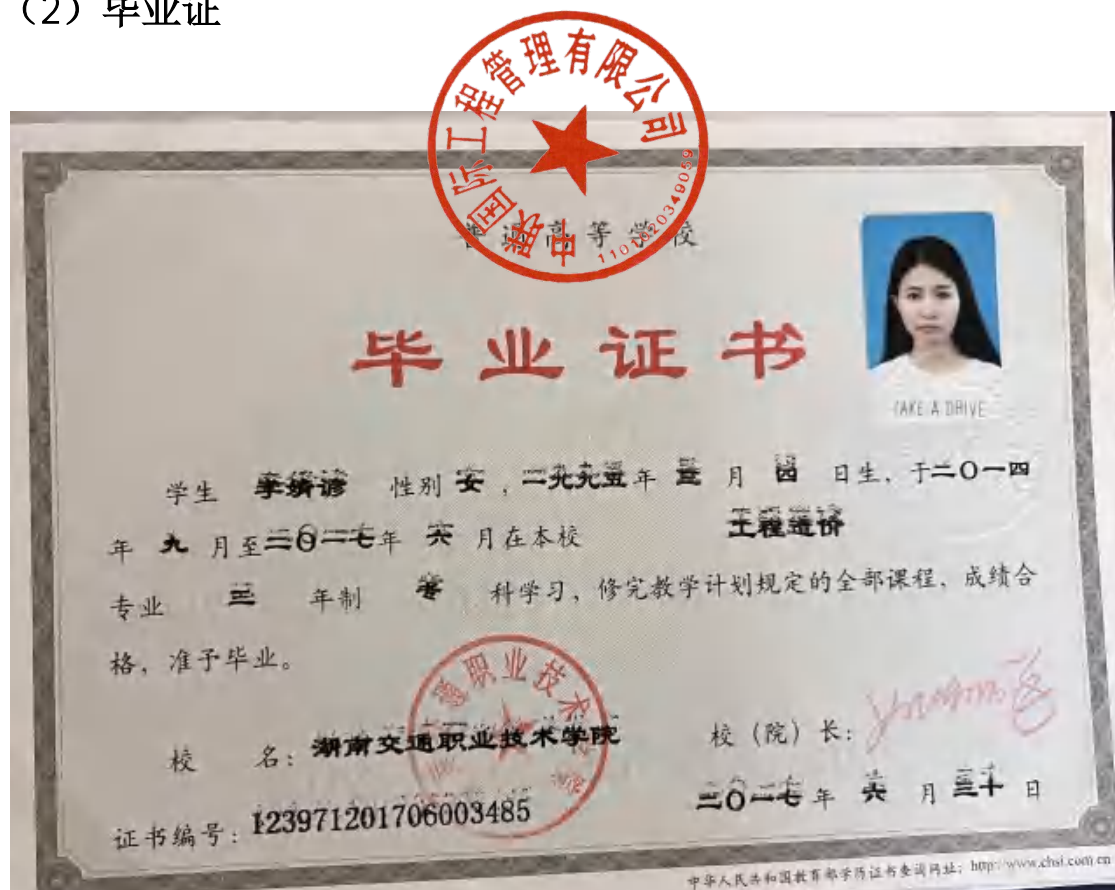 （2）毕业证
中联国际工程管理有限公司
1101020349059
普通高等学校
毕业证书
TAKE A DRIVE
学生 李婧谚 性别 女，一九九五年 三 月 四 日生，于二〇一四
年 九 月至二〇一七年 六 月在本校 工程造价
专业 三 年制 专 科学习，修完教学计划规定的全部课程，成绩合
格，准予毕业。
校 名：湖南交通职业技术学院 校（院）长：
证书编号：123971201706003485 二〇一七年 六 月 三十 日
中华人民共和国教育部学历证书查询网址：http://www.chsi.com.cn